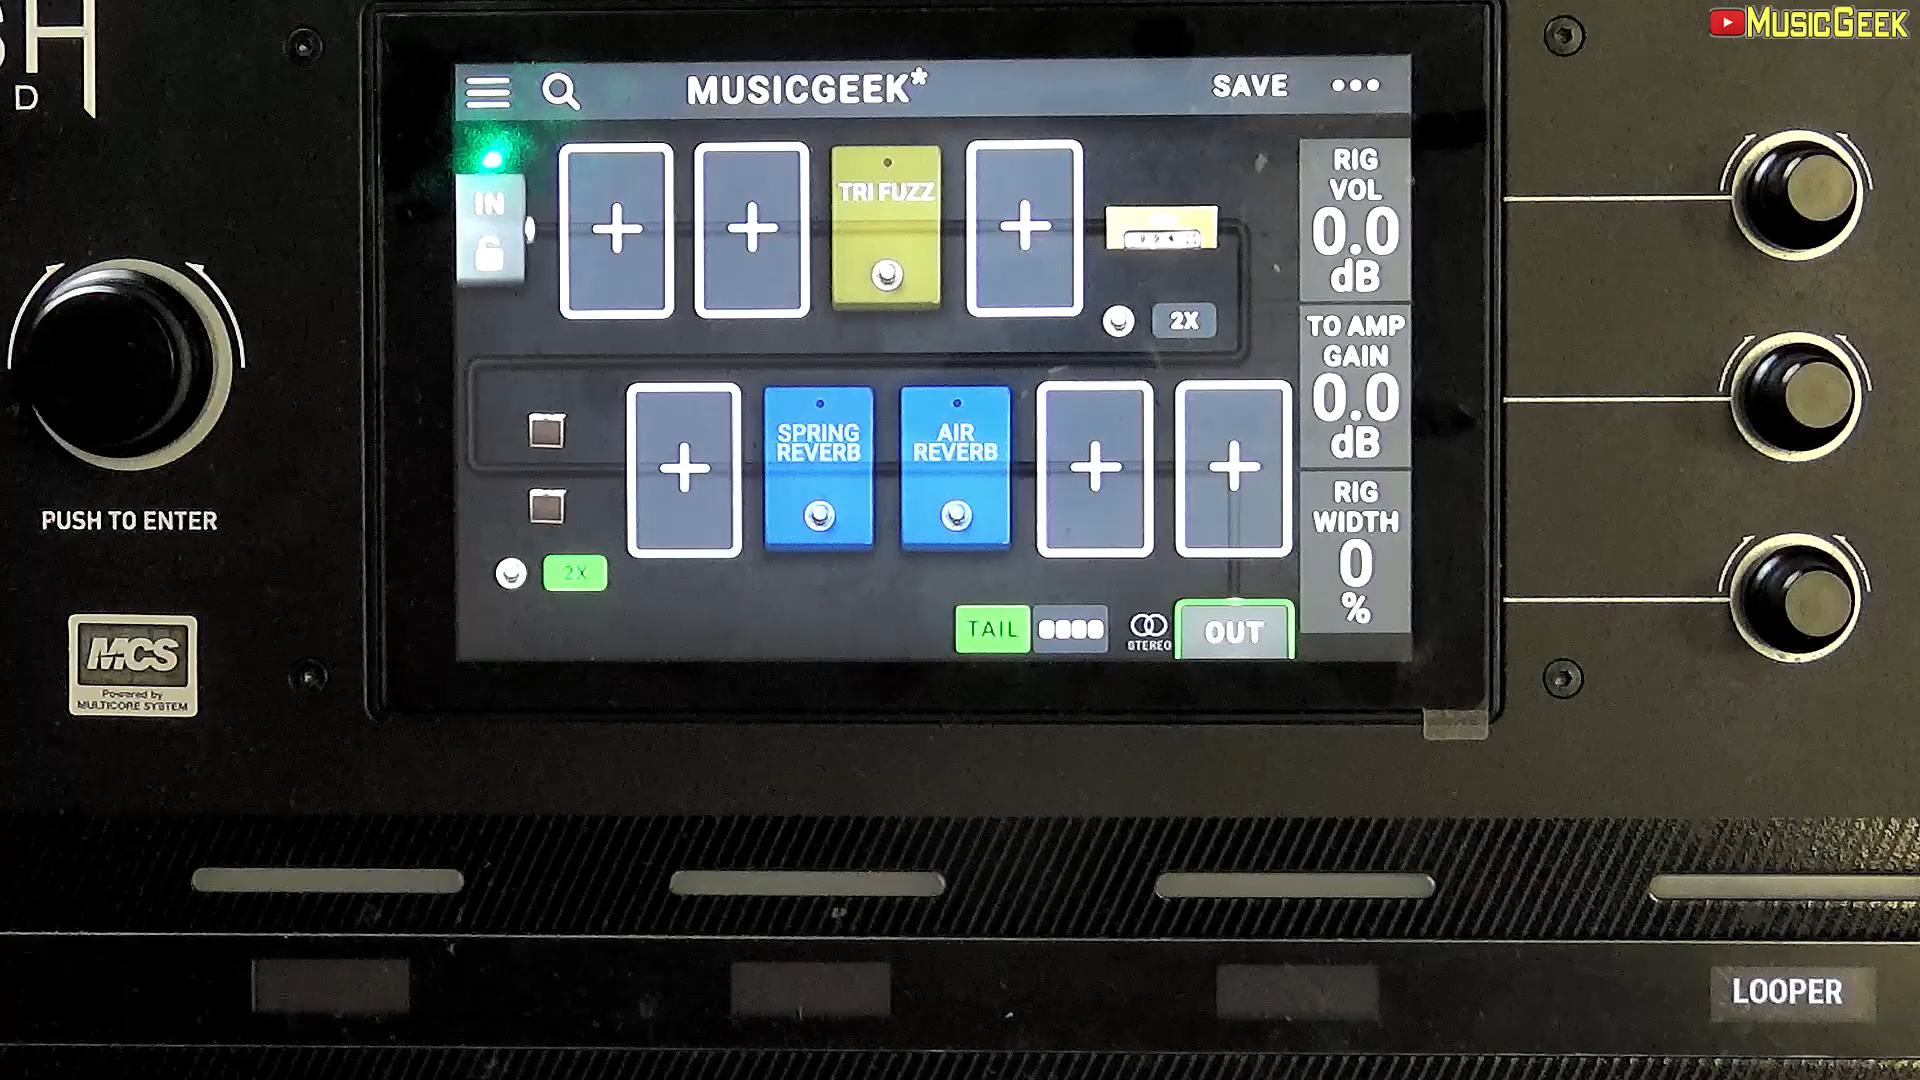 SH
D
MUSICGEEK
MUSICGEEK*
SAVE
IN
TRI FUZZ
2X
RIG
VOL
0.0
dB
TO AMP
GAIN
0.0
dB
RIG
WIDTH
0
%
SPRING
REVERB
AIR
REVERB
2X
TAIL
STEREO
OUT
PUSH TO ENTER
MCS
Powered by
MULTICORE SYSTEM
LOOPER